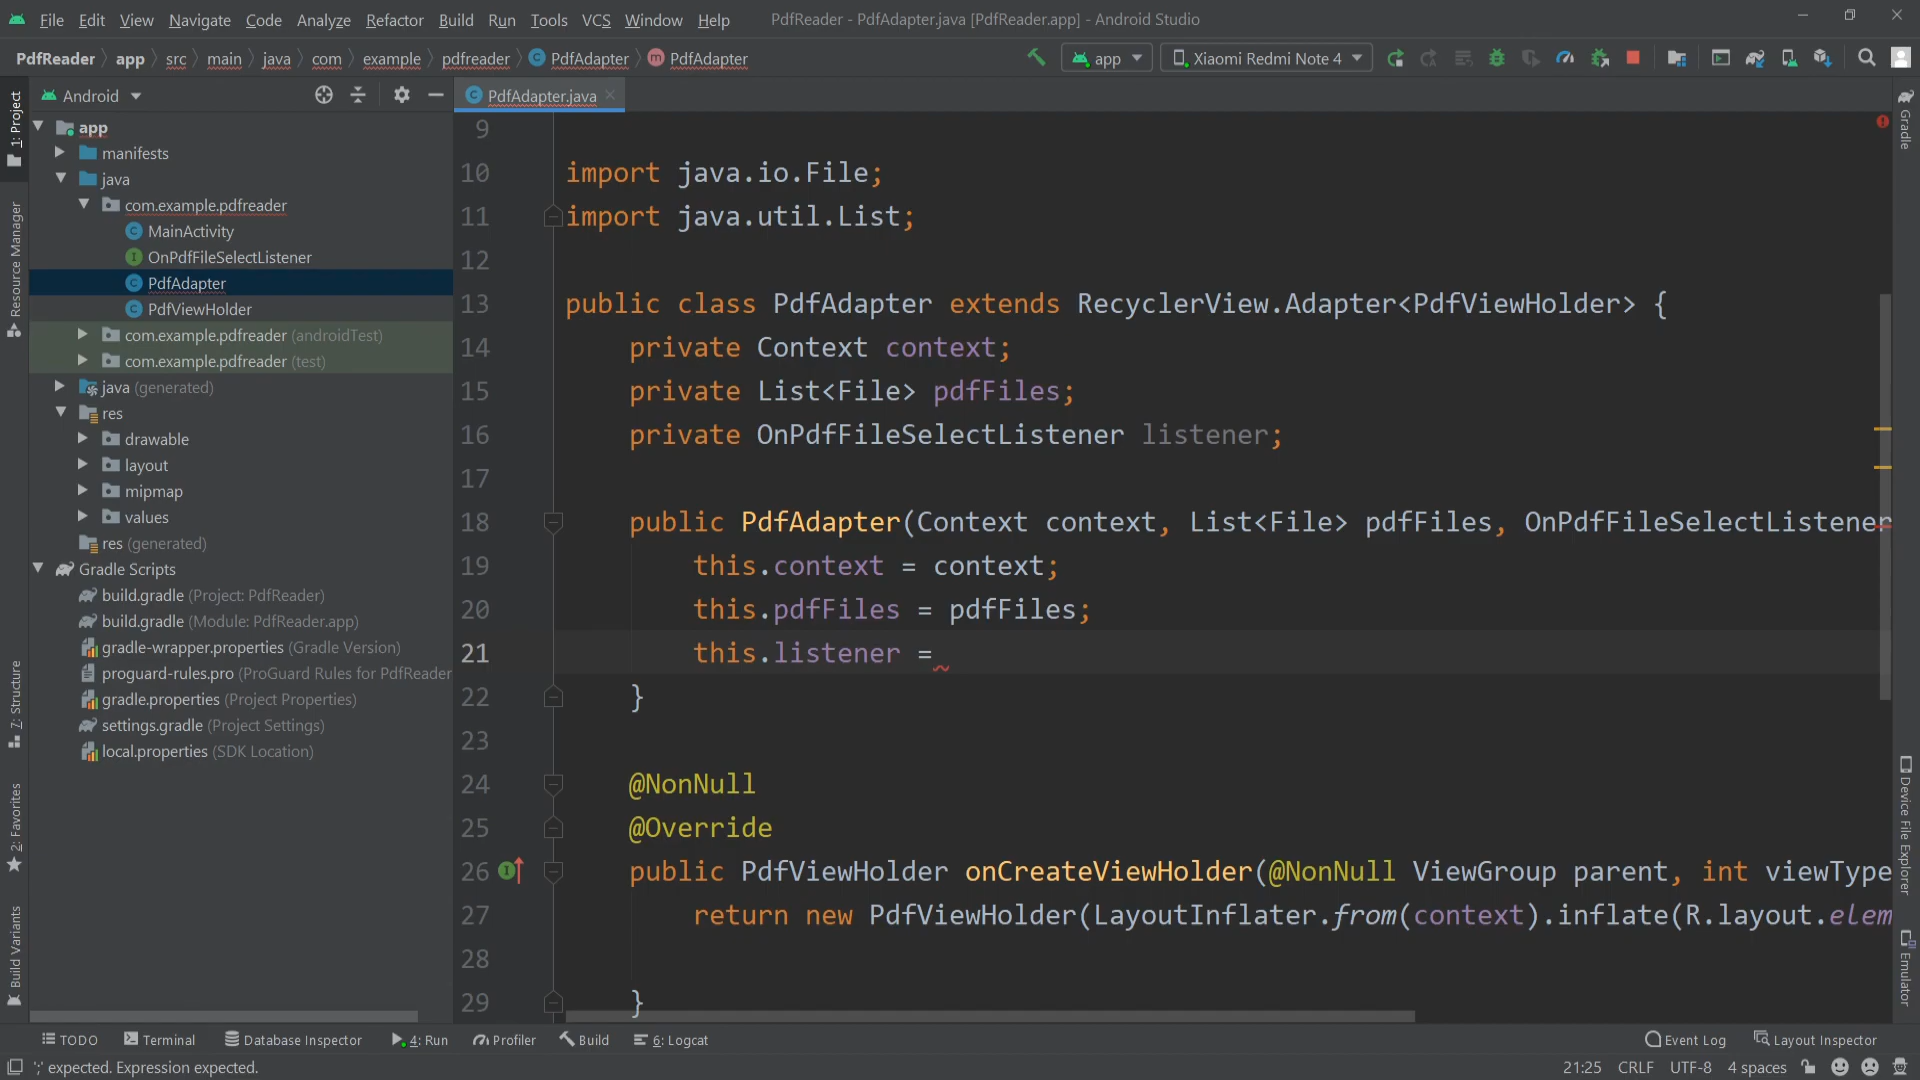 File Edit View Navigate Code Analyze Refactor Build Run Tools VCS Window Help PdfReader - PdfAdapter.java [PdfReader.app] - Android Studio
PdfReader app src main java com example pdfreader PdfAdapter PdfAdapter app Xiaomi Redmi Note 4
Android
PdfAdapter.java
1: Project
Resource Manager
7: Structure
2: Favorites
Build Variants
app
manifests
java
com.example.pdfreader
MainActivity
OnPdfFileSelectListener
PdfAdapter
PdfViewHolder
com.example.pdfreader (androidTest)
com.example.pdfreader (test)
java (generated)
res
drawable
layout
mipmap
values
res (generated)
Gradle Scripts
build.gradle (Project: PdfReader)
build.gradle (Module: PdfReader.app)
gradle-wrapper.properties (Gradle Version)
proguard-rules.pro (ProGuard Rules for PdfReader
gradle.properties (Project Properties)
settings.gradle (Project Settings)
local.properties (SDK Location)
9
10 import java.io.File;
11 import java.util.List;
12
13 public class PdfAdapter extends RecyclerView.Adapter<PdfViewHolder> {
14 private Context context;
15 private List<File> pdfFiles;
16 private OnPdfFileSelectListener listener;
17
18 public PdfAdapter(Context context, List<File> pdfFiles, OnPdfFileSelectListener
19 this.context = context;
20 this.pdfFiles = pdfFiles;
21 this.listener =
22 }
23
24 @NonNull
25 @Override
26 public PdfViewHolder onCreateViewHolder(@NonNull ViewGroup parent, int viewType
27 return new PdfViewHolder(LayoutInflater.from(context).inflate(R.layout.elem
28
29 }
Gradle
Device File Explorer
Emulator
TODO Terminal Database Inspector 4: Run Profiler Build 6: Logcat Event Log Layout Inspector
';' expected. Expression expected. 21:25 CRLF UTF-8 4 spaces